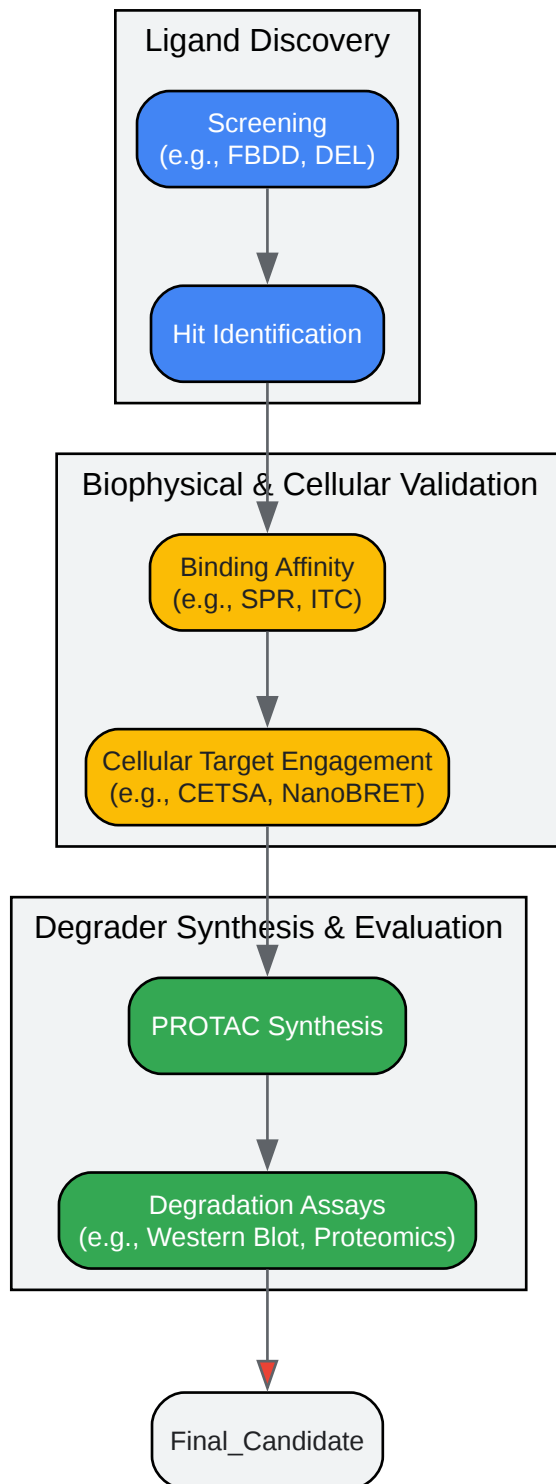 Ligand Discovery
Screening
(e.g., FBDD, DEL)
Hit Identification
Biophysical & Cellular Validation
Binding Affinity
(e.g., SPR, ITC)
Cellular Target Engagement
(e.g., CETSA, NanoBRET)
Degrader Synthesis & Evaluation
PROTAC Synthesis
Degradation Assays
(e.g., Western Blot, Proteomics)
Final_Candidate